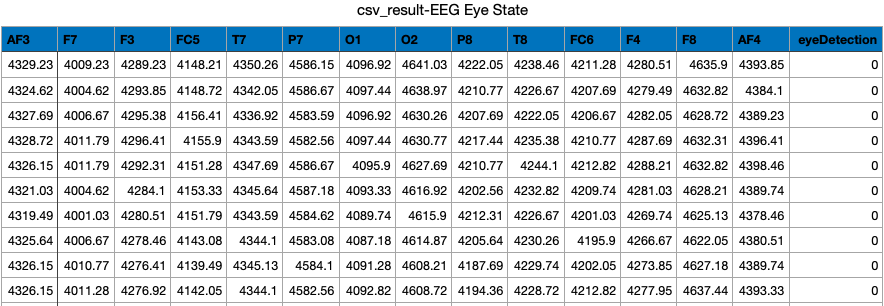 csv_result-EEG Eye State
AF3 F7 F3 FC5 T7 P7 O1 O2 P8 T8 FC6 F4 F8 AF4 eyeDetection
4329.23 4009.23 4289.23 4148.21 4350.26 4586.15 4096.92 4641.03 4222.05 4238.46 4211.28 4280.51 4635.9 4393.85 0
4324.62 4004.62 4293.85 4148.72 4342.05 4586.67 4097.44 4638.97 4210.77 4226.67 4207.69 4279.49 4632.82 4384.1 0
4327.69 4006.67 4295.38 4156.41 4336.92 4583.59 4096.92 4630.26 4207.69 4222.05 4206.67 4282.05 4628.72 4389.23 0
4328.72 4011.79 4296.41 4155.9 4343.59 4582.56 4097.44 4630.77 4217.44 4235.38 4210.77 4287.69 4632.31 4396.41 0
4326.15 4011.79 4292.31 4151.28 4347.69 4586.67 4095.9 4627.69 4210.77 4244.1 4212.82 4288.21 4632.82 4398.46 0
4321.03 4004.62 4284.1 4153.33 4345.64 4587.18 4093.33 4616.92 4202.56 4232.82 4209.74 4281.03 4628.21 4389.74 0
4319.49 4001.03 4280.51 4151.79 4343.59 4584.62 4089.74 4615.9 4212.31 4226.67 4201.03 4269.74 4625.13 4378.46 0
4325.64 4006.67 4278.46 4143.08 4344.1 4583.08 4087.18 4614.87 4205.64 4230.26 4195.9 4266.67 4622.05 4380.51 0
4326.15 4010.77 4276.41 4139.49 4345.13 4584.1 4091.28 4608.21 4187.69 4229.74 4202.05 4273.85 4627.18 4389.74 0
4326.15 4011.28 4276.92 4142.05 4344.1 4582.56 4092.82 4608.72 4194.36 4228.72 4212.82 4277.95 4637.44 4393.33 0